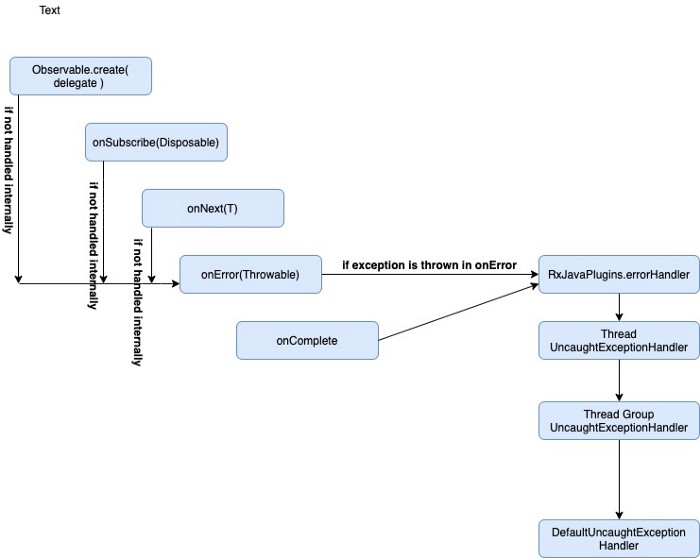 Text
Observable.create(
delegate )
if not handled internally
onSubscribe(Disposable)
if not handled internally
onNext(T)
if not handled internally
onError(Throwable)
if exception is thrown in onError
RxJavaPlugins.errorHandler
onComplete
Thread
UncaughtExceptionHandler
Thread Group
UncaughtExceptionHandler
DefaultUncaughtException
Handler